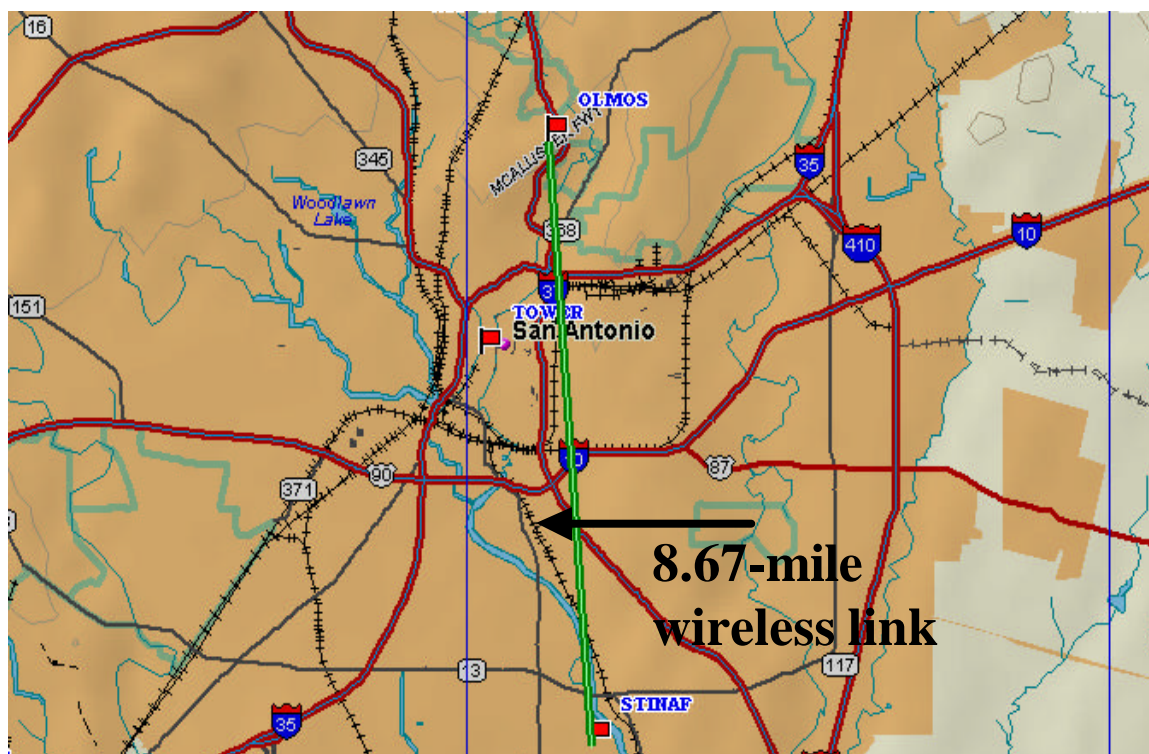 16
OLMOS
MCALLISTER FWY
345
35
Woodlawn
Lake
368
10
410
37
151
TOWER
San Antonio
10
87
90
371
8.67-mile
wireless link
13
117
STINAF
35